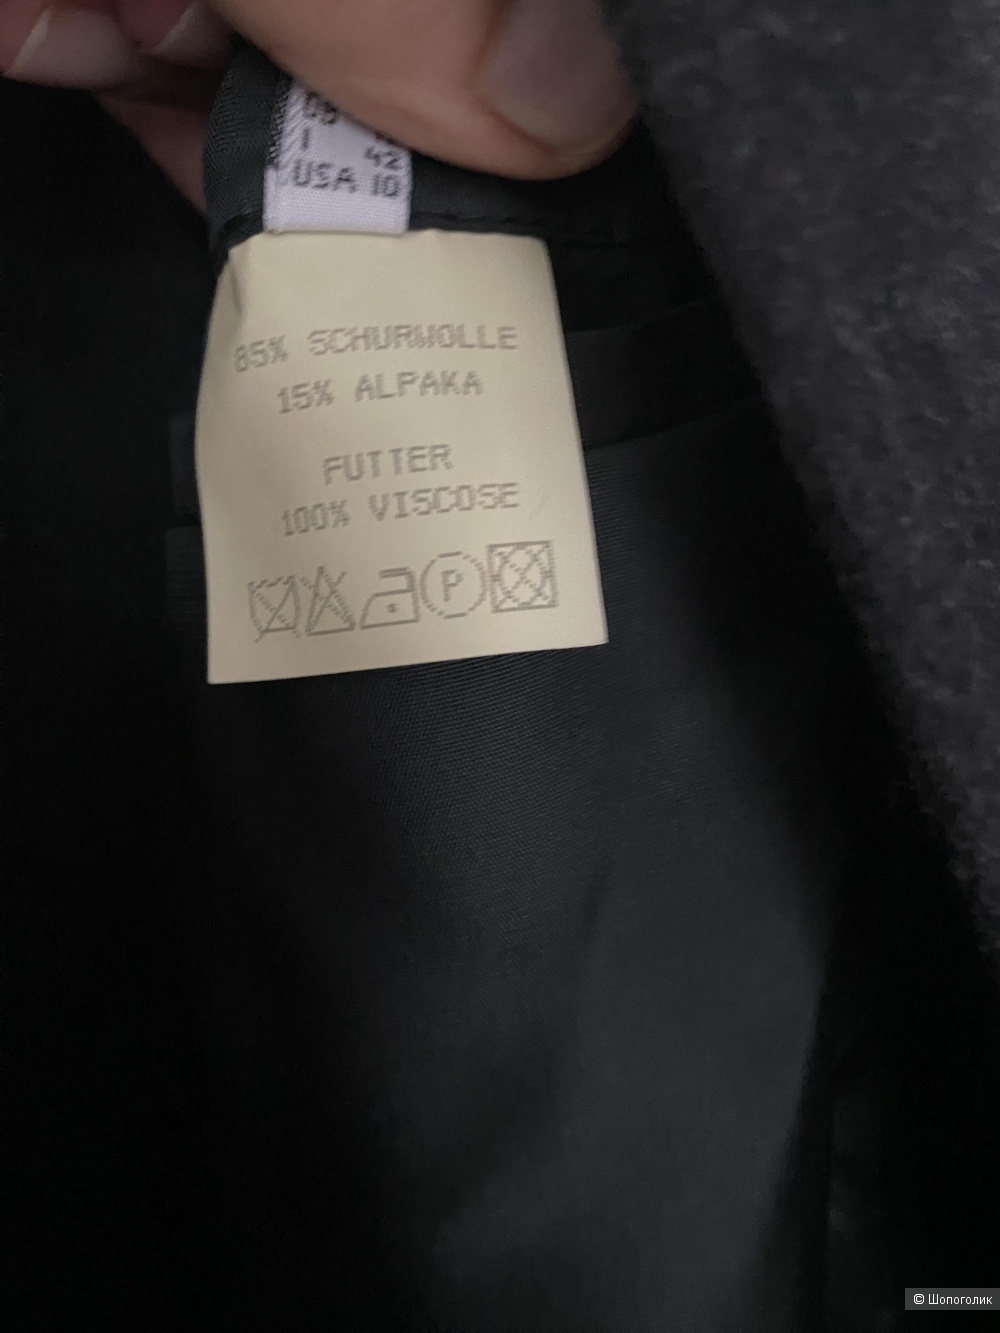 I 42
USA 10
85% SCHURWOLLE
15% ALPAKA
FUTTER
100% VISCOSE
P
© Шопоголик